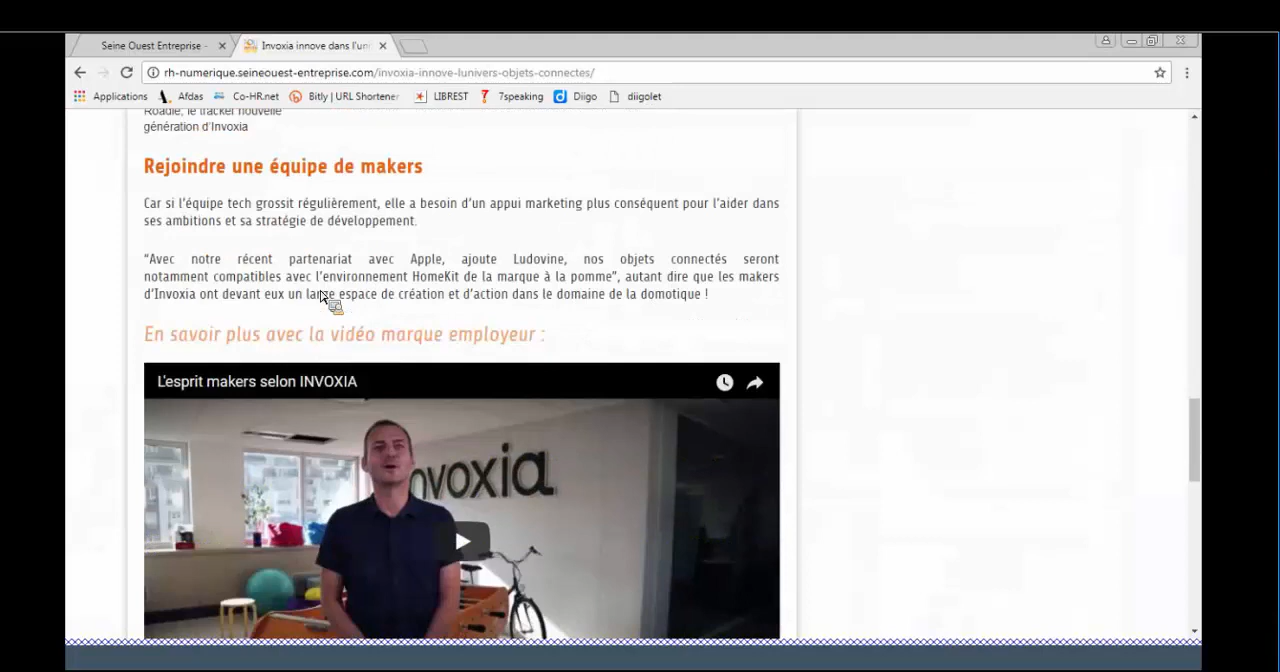 Seine Ouest Entreprise -
Invoxia innove dans l'uni
rh-numerique.seineouest-entreprise.com/invoxia-innove-lunivers-objets-connectes/
Applications Afdas Co-HR.net Bitly | URL Shortener LIBREST 7speaking Diigo diigolet
Roadie, le tracker nouvelle
génération d'Invoxia
Rejoindre une équipe de makers
Car si l'équipe tech grossit régulièrement, elle a besoin d'un appui marketing plus conséquent pour l'aider dans
ses ambitions et sa stratégie de développement.
“Avec notre récent partenariat avec Apple, ajoute Ludovine, nos objets connectés seront
notamment compatibles avec l'environnement HomeKit de la marque à la pomme”, autant dire que les makers
d'Invoxia ont devant eux un large espace de création et d'action dans le domaine de la domotique !
En savoir plus avec la vidéo marque employeur :
L'esprit makers selon INVOXIA
invoxia